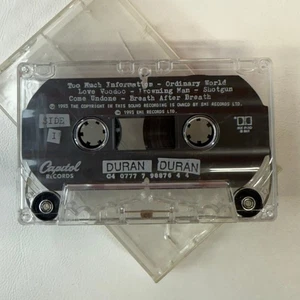 Too Much Information - Ordinary World
Love Voodoo - Drowning Man - Shotgun
Come Undone - Breath After Breath
SIDE
1
DURAN DURAN
Capitol
RECORDS
C4 0777 7 98876 4 4